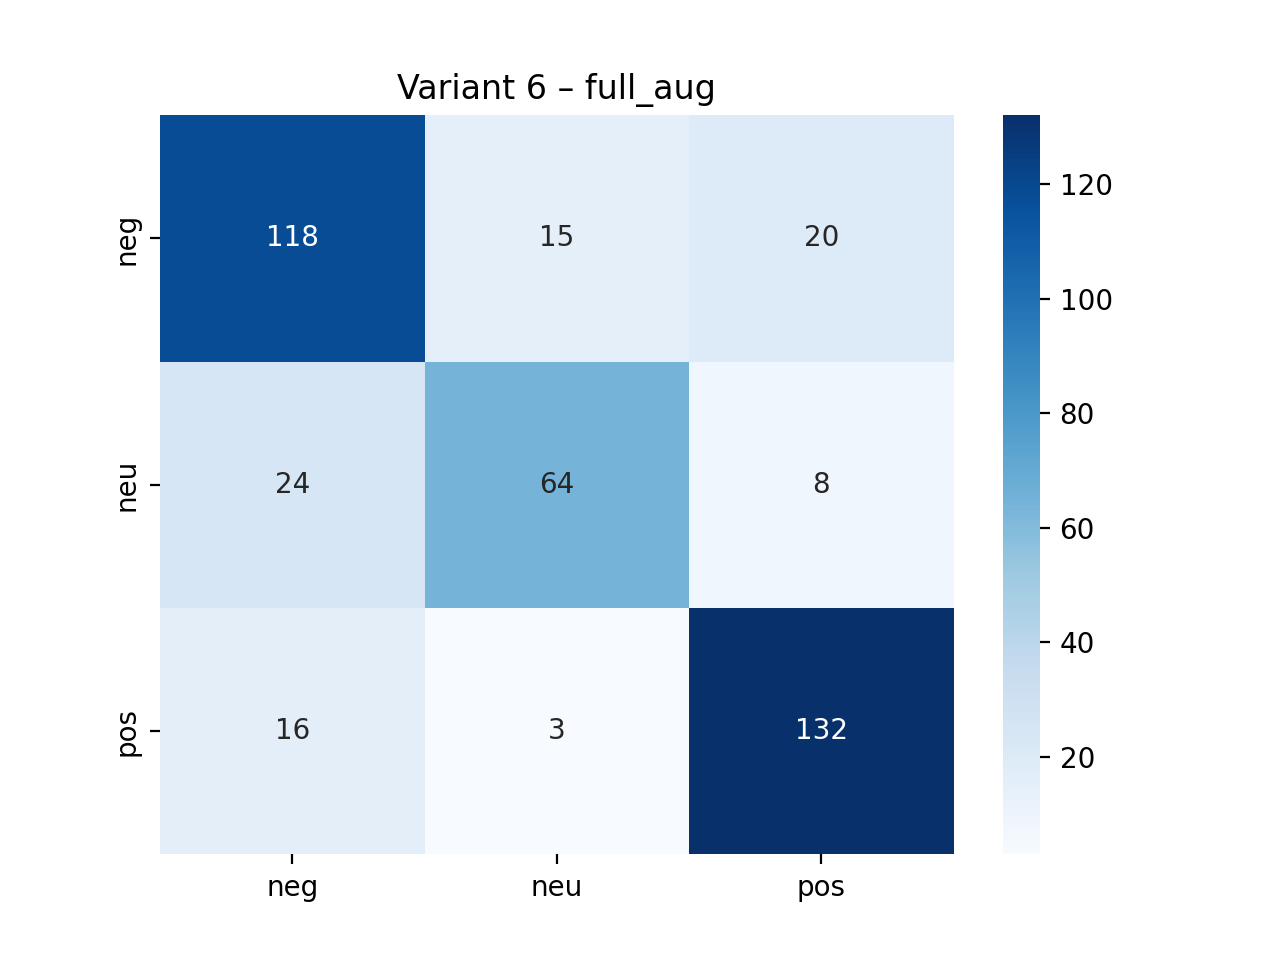 Variant 6 – full_aug
neg 118 15 20
neu 24 64 8
pos 16 3 132
neg neu pos
120
100
80
60
40
20